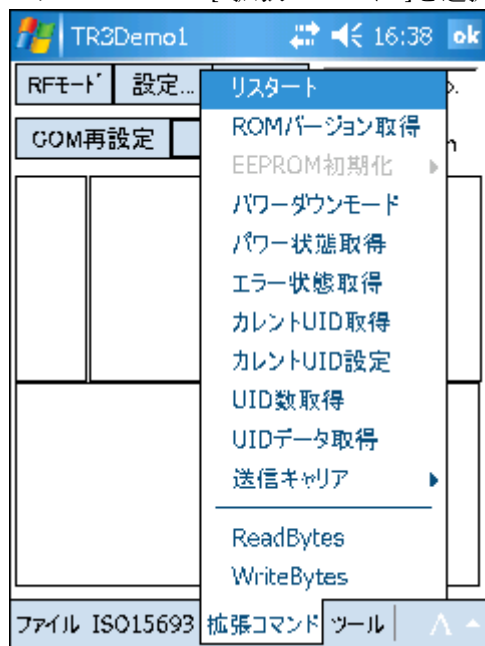 TR3Demo1 16:38 ok
RFモード 設定...
COM再設定
リスタート
ROMバージョン取得
EEPROM初期化
パワーダウンモード
パワー状態取得
エラー状態取得
カレントUID取得
カレントUID設定
UID数取得
UIDデータ取得
送信キャリア
ReadBytes
WriteBytes
ファイル ISO15693 拡張コマンド ツール